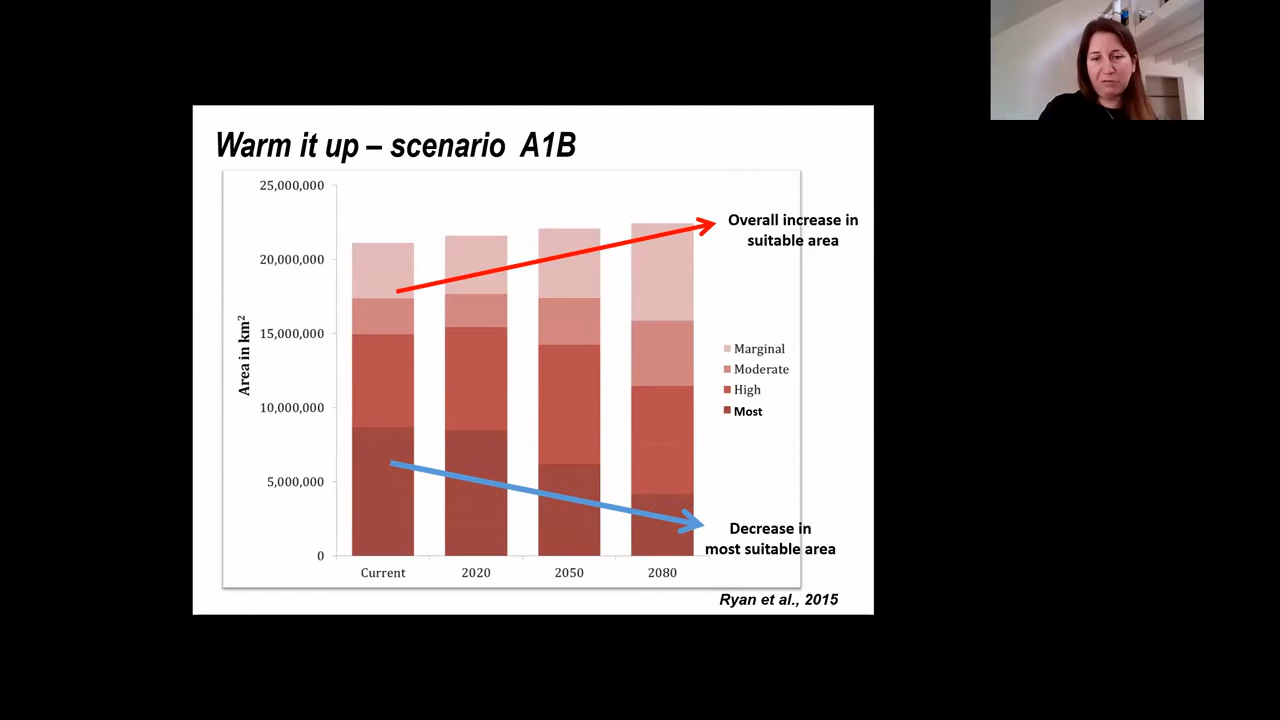 Warm it up – scenario A1B
25,000,000
20,000,000
15,000,000
10,000,000
5,000,000
0
Area in km²
Current
2020
2050
2080
Overall increase in
suitable area
Marginal
Moderate
High
Most
Decrease in
most suitable area
Ryan et al., 2015